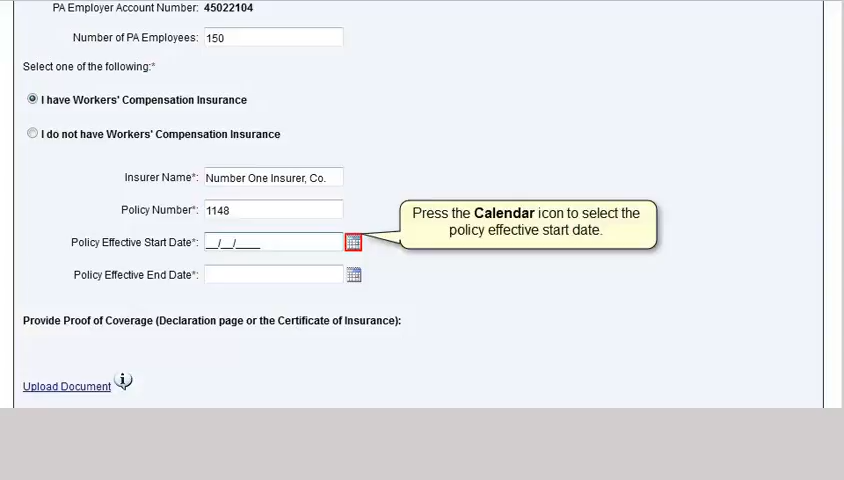 PA Employer Account Number: 45022104
Number of PA Employees: 150
Select one of the following:*
I have Workers' Compensation Insurance
I do not have Workers' Compensation Insurance
Insurer Name*: Number One Insurer, Co.
Policy Number*: 1148
Press the Calendar icon to select the
policy effective start date.
Policy Effective Start Date*: __/__/____
Policy Effective End Date*:
Provide Proof of Coverage (Declaration page or the Certificate of Insurance):
Upload Document